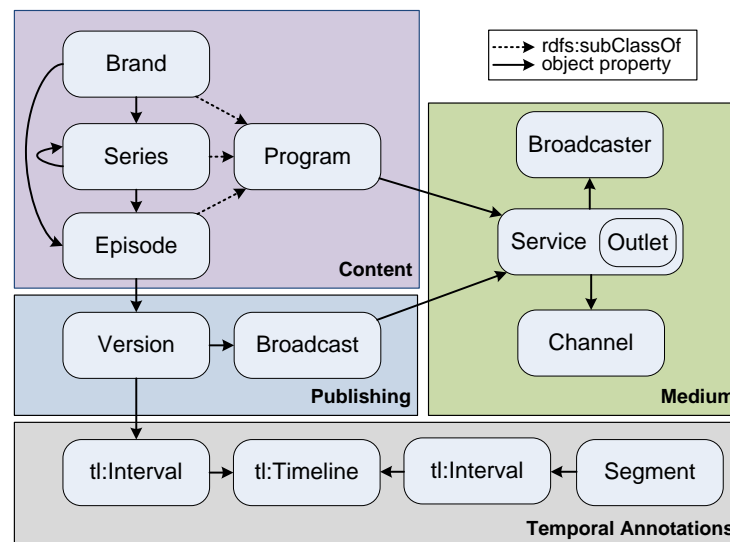 rdfs:subClassOf
object property
Brand
Series
Program
Episode
Content
Broadcaster
Service
Outlet
Channel
Medium
Version
Broadcast
Publishing
tl:Interval
tl:Timeline
tl:Interval
Segment
Temporal Annotations